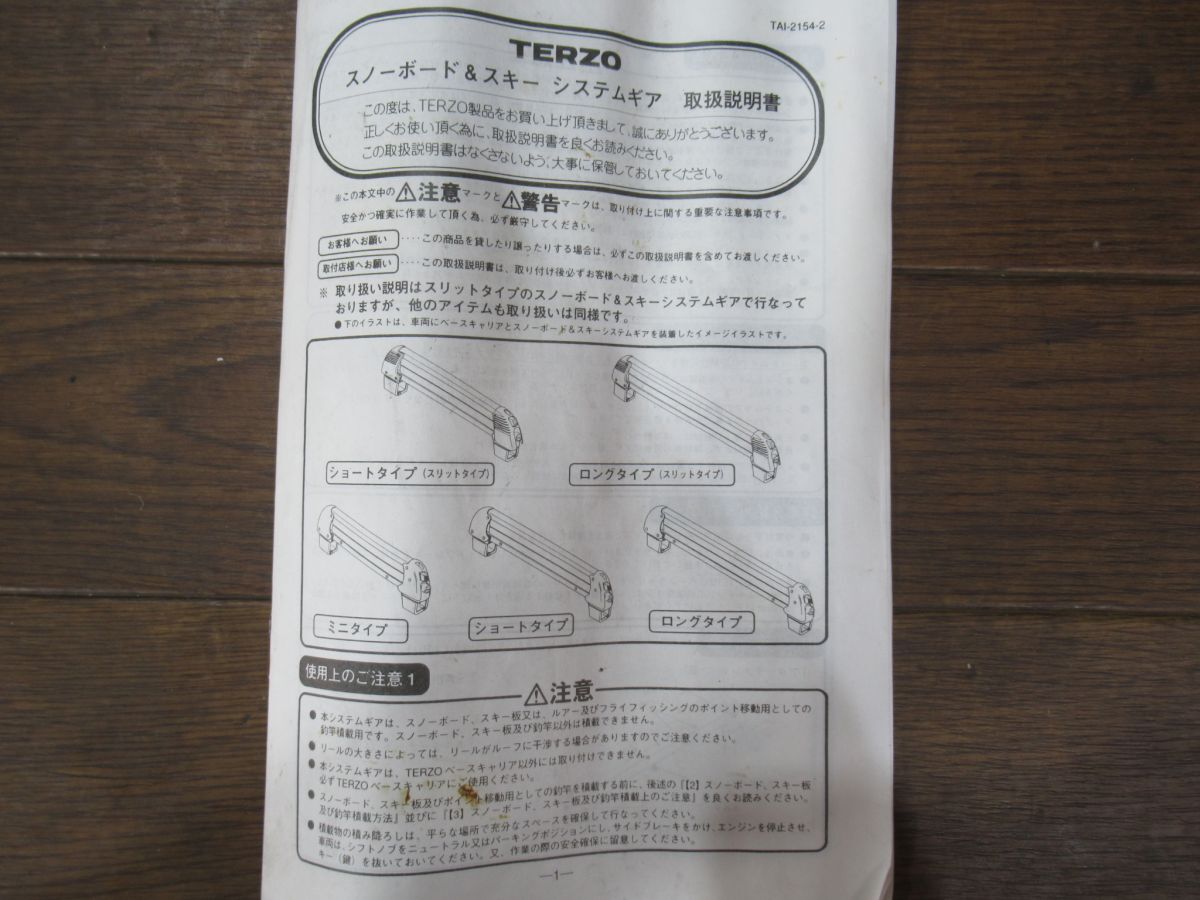 TAI-2154-2
TERZO
スノーボード＆スキー システムギア 取扱説明書
この度は、TERZO製品をお買い上げ頂きまして、誠にありがとうございます。
正しくお使い頂く為に、取扱説明書を良くお読みください。
この取扱説明書はなくさないよう、大事に保管しておいてください。
※この本文中の⚠注意マークと⚠警告マークは、取り付け上に関する重要な注意事項です。
安全かつ確実に作業して頂く為、必ず厳守してください。
お客様へお願い ････この商品を貸したり譲ったりする場合は、必ずこの取扱説明書を含めてお渡しください。
取付店様へお願い ････この取扱説明書は、取り付け後必ずお客様へお渡しください。
※ 取り扱い説明はスリットタイプのスノーボード＆スキーシステムギアで行なって
おりますが、他のアイテムも取り扱いは同様です。
●下のイラストは、車両にベースキャリアとスノーボード＆スキーシステムギアを装着したイメージイラストです。
ショートタイプ（スリットタイプ）
ロングタイプ（スリットタイプ）
ミニタイプ
ショートタイプ
ロングタイプ
使用上のご注意 1
⚠注意
●本システムギアは、スノーボード、スキー板又は、ルアー及びフライフィッシングのポイント移動用としての
釣竿積載用です。スノーボード、スキー板及び釣竿以外は積載できません。
●リールの大きさによっては、リールがルーフに干渉する場合がありますのでご注意ください。
●本システムギアは、TERZOベースキャリア以外には取り付けできません。
必ずTERZOベースキャリアにご使用ください。
●スノーボード、スキー板及びポイント移動用としての釣竿を積載する前に、後述の『【2】スノーボード、スキー板
及び釣竿積載方法』並びに『【3】スノーボード、スキー板及び釣竿積載上のご注意』を良くお読みください。
●積載物の積み降ろしは、平らな場所で充分なスペースを確保して行なってください。
車両は、シフトノブをニュートラル又はパーキングポジションにし、サイドブレーキをかけ、エンジンを停止させ、
キー（鍵）を抜いておいてください。又、作業の際の安全確保に留意してください。
—1—